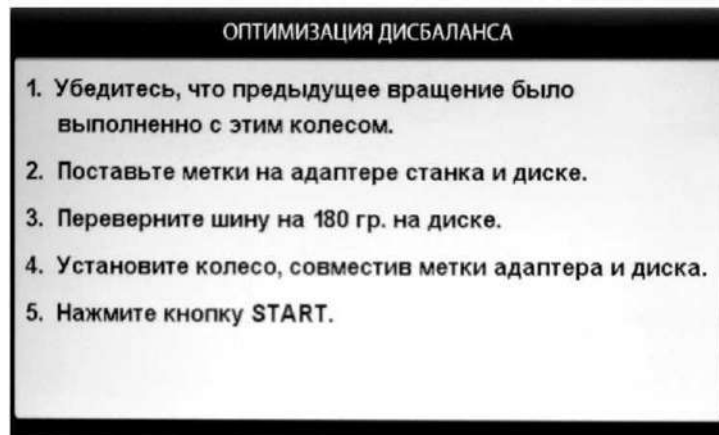 ОПТИМИЗАЦИЯ ДИСБАЛАНСА
1. Убедитесь, что предыдущее вращение было
выполненно с этим колесом.
2. Поставьте метки на адаптере станка и диске.
3. Переверните шину на 180 гр. на диске.
4. Установите колесо, совместив метки адаптера и диска.
5. Нажмите кнопку START.